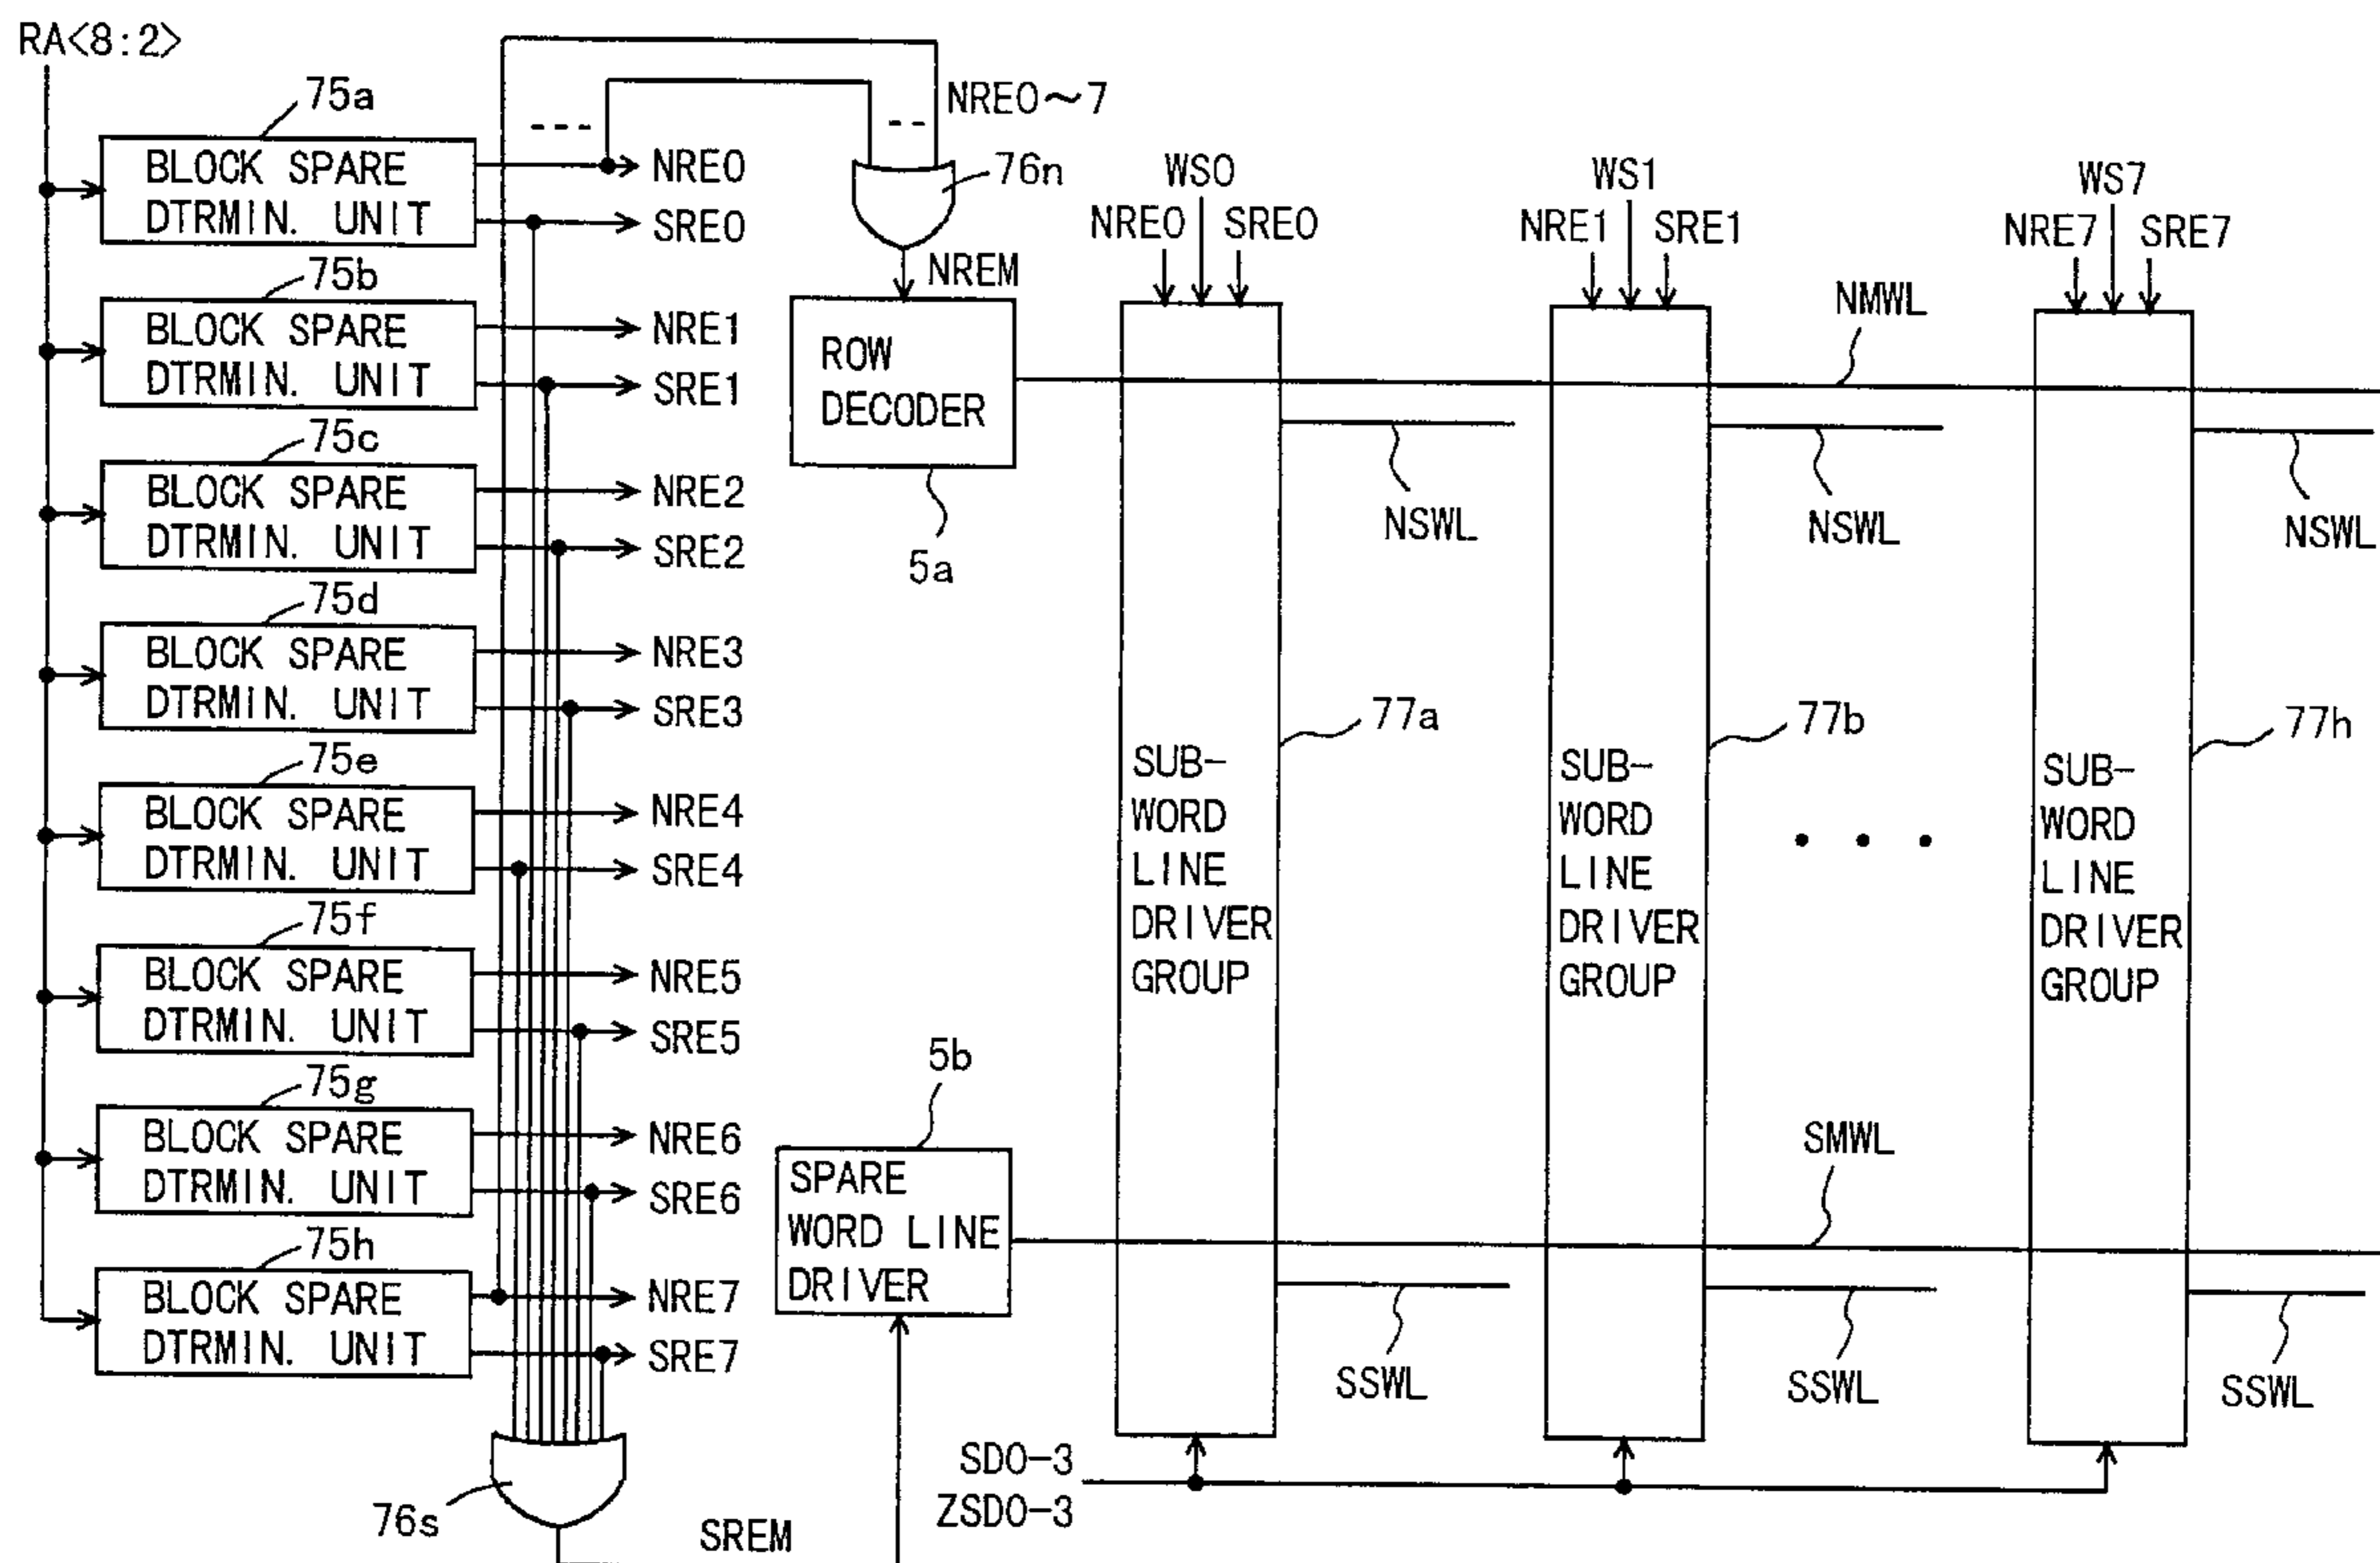 RA<8:2>
75a
BLOCK SPARE
DTRMIN. UNIT
NRE0
SRE0
75b
BLOCK SPARE
DTRMIN. UNIT
NRE1
SRE1
75c
BLOCK SPARE
DTRMIN. UNIT
NRE2
SRE2
75d
BLOCK SPARE
DTRMIN. UNIT
NRE3
SRE3
75e
BLOCK SPARE
DTRMIN. UNIT
NRE4
SRE4
75f
BLOCK SPARE
DTRMIN. UNIT
NRE5
SRE5
75g
BLOCK SPARE
DTRMIN. UNIT
NRE6
SRE6
75h
BLOCK SPARE
DTRMIN. UNIT
NRE7
SRE7
76s
SREM
NRE0~7
76n
NREM
ROW
DECODER
5a
5b
SPARE
WORD LINE
DRIVER
WS0
NRE0
SRE0
SUB-
WORD
LINE
DRIVER
GROUP
77a
NSWL
SSWL
WS1
NRE1
SRE1
SUB-
WORD
LINE
DRIVER
GROUP
77b
NSWL
SSWL
NMWL
SMWL
WS7
NRE7
SRE7
SUB-
WORD
LINE
DRIVER
GROUP
77h
NSWL
SSWL
SD0-3
ZSD0-3